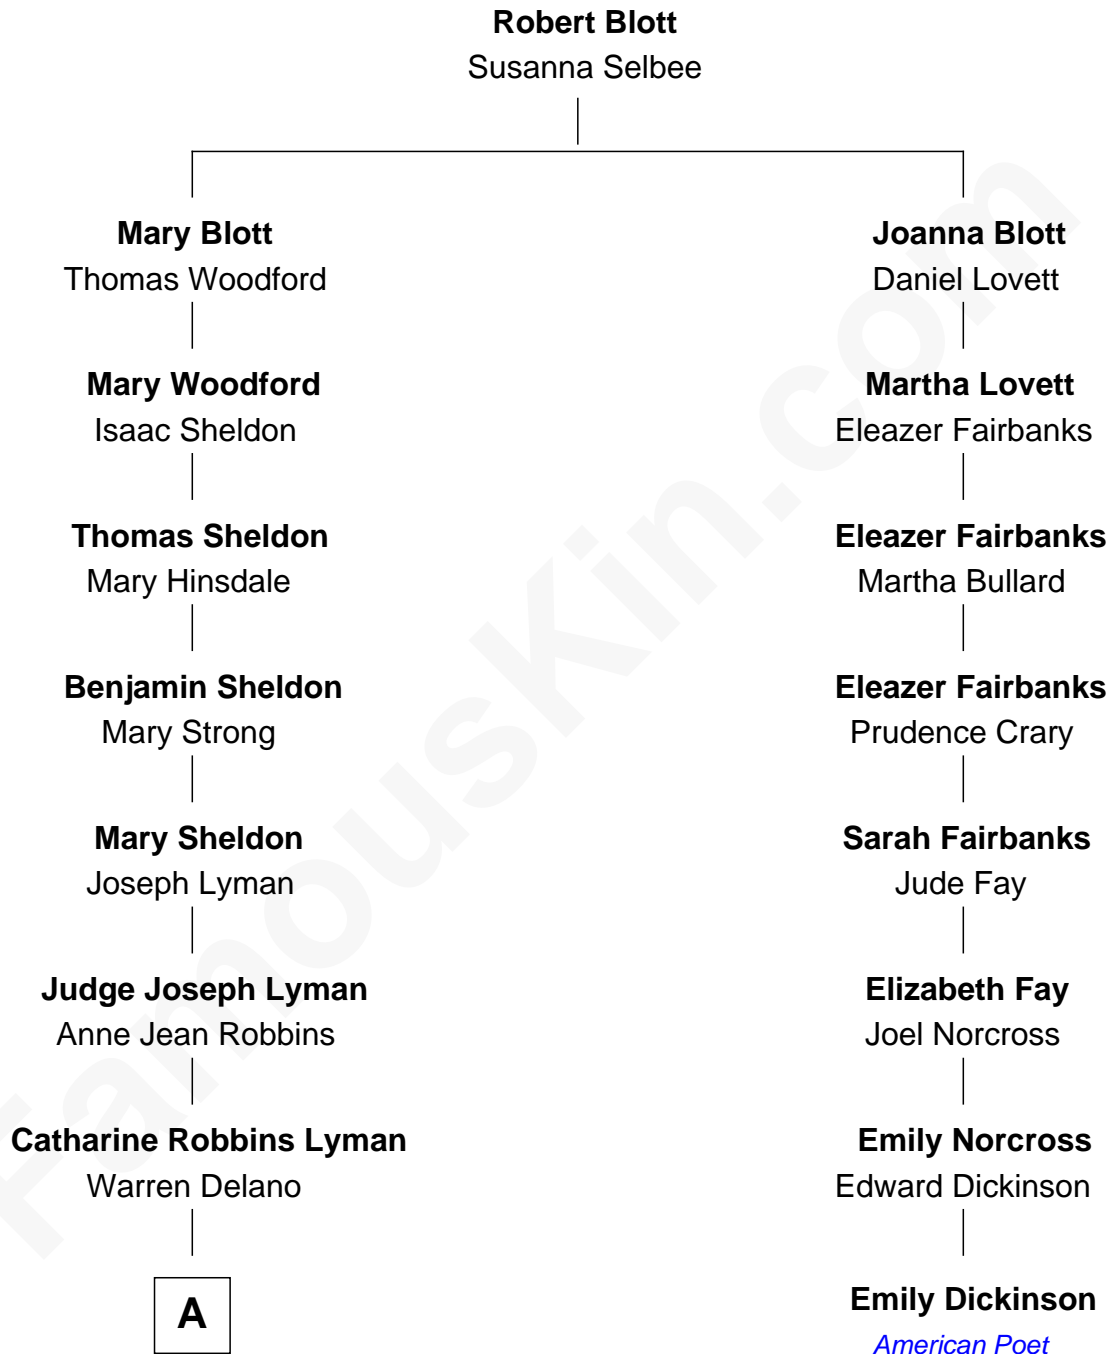 Robert Blott
Susanna Selbee
Mary Blott
Thomas Woodford
Joanna Blott
Daniel Lovett
Mary Woodford
Isaac Sheldon
Martha Lovett
Eleazer Fairbanks
Thomas Sheldon
Mary Hinsdale
Eleazer Fairbanks
Martha Bullard
Benjamin Sheldon
Mary Strong
Eleazer Fairbanks
Prudence Crary
Mary Sheldon
Joseph Lyman
Sarah Fairbanks
Jude Fay
Judge Joseph Lyman
Anne Jean Robbins
Elizabeth Fay
Joel Norcross
Catharine Robbins Lyman
Warren Delano
Emily Norcross
Edward Dickinson
A
Emily Dickinson
American Poet
FamousKin.com